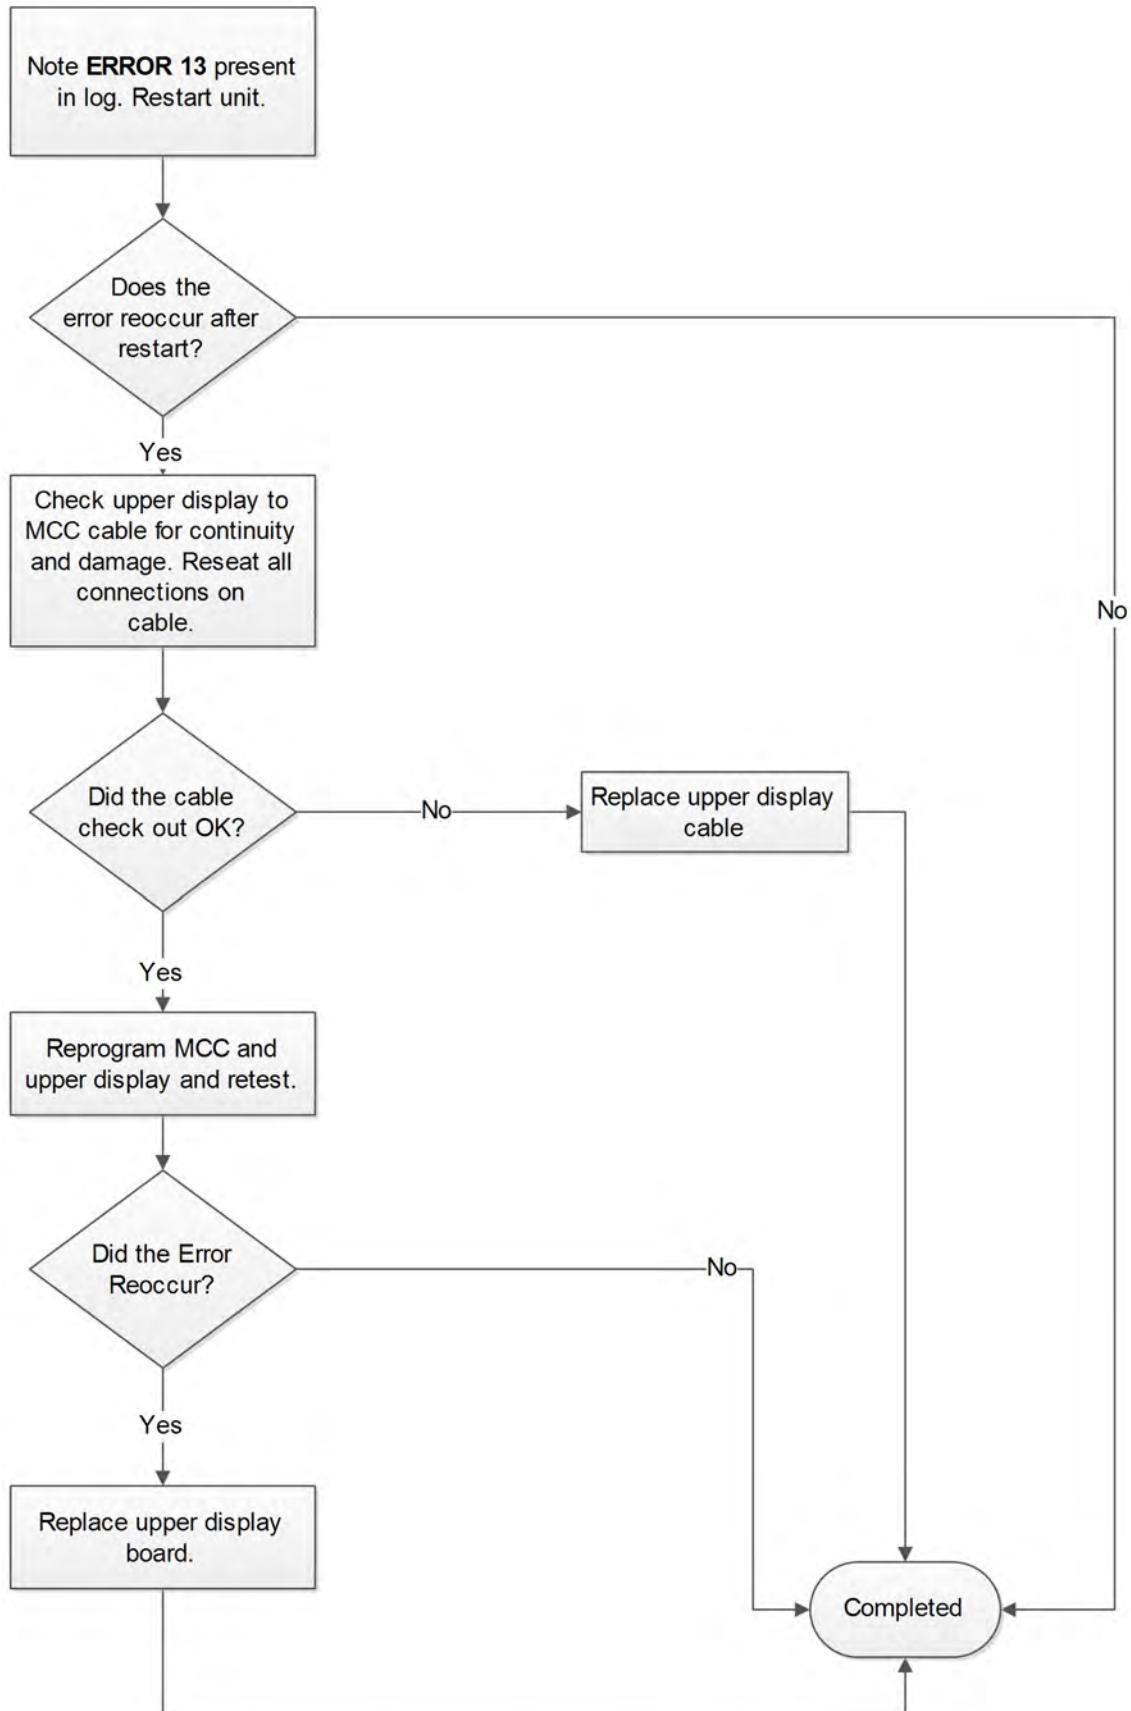 Note ERROR 13 present
in log. Restart unit.
Does the
error reoccur after
restart?
Yes
No
Check upper display to
MCC cable for continuity
and damage. Reseat all
connections on
cable.
Did the cable
check out OK?
No
Replace upper display
cable
Yes
Reprogram MCC and
upper display and retest.
Did the Error
Reoccur?
No
Yes
Replace upper display
board.
Completed